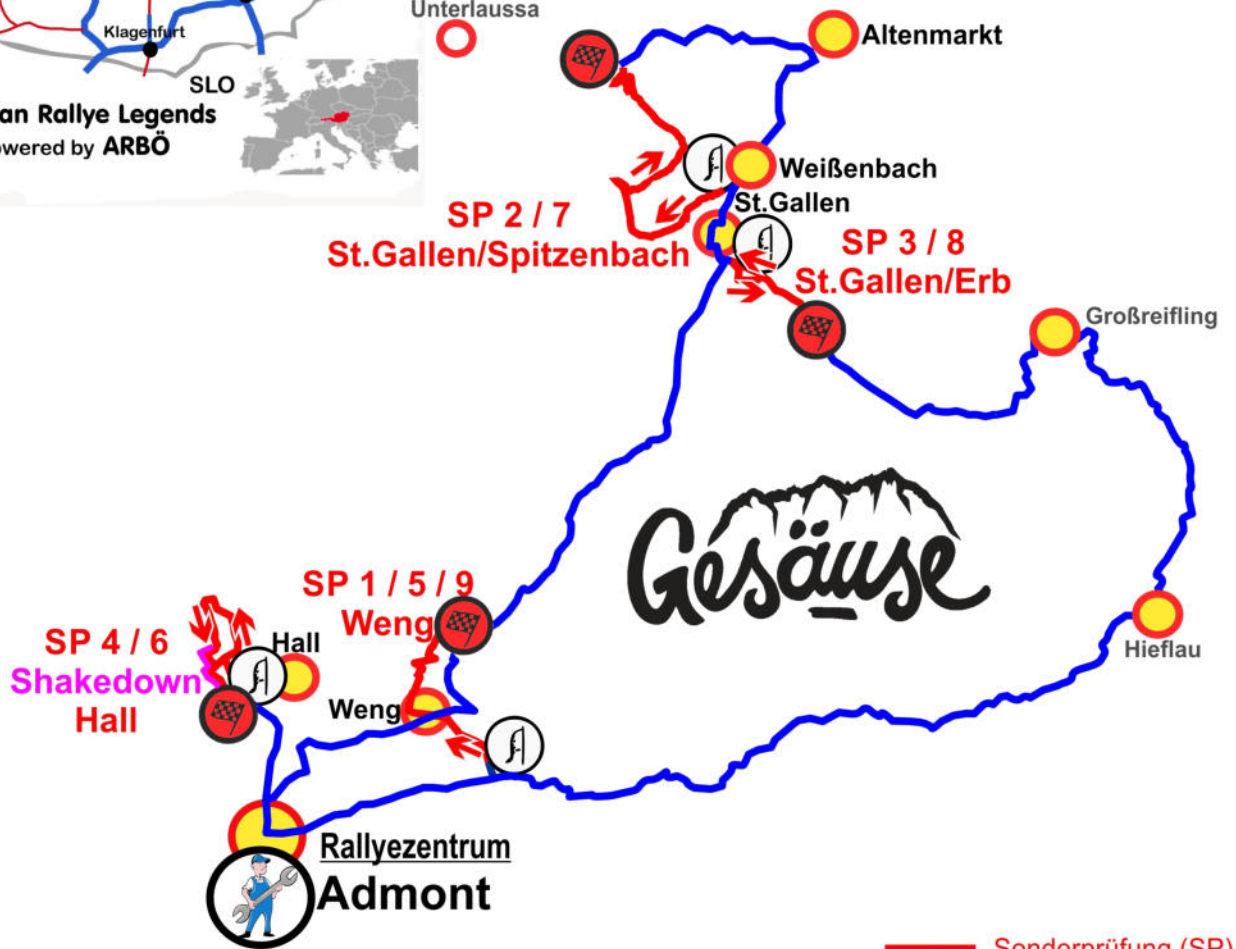 Unterlaussa
Altenmarkt
Klagenfurt
SLO
an Rallye Legends
owered by ARBÖ
Weißenbach
St.Gallen
SP 2 / 7
St.Gallen/Spitzenbach
SP 3 / 8
St.Gallen/Erb
Großreifling
Gesäuse
SP 1 / 5 / 9
Weng
SP 4 / 6
Shakedown
Hall
Hall
Weng
Hieflau
Rallyezentrum
Admont
Sonderprüfung (SP)